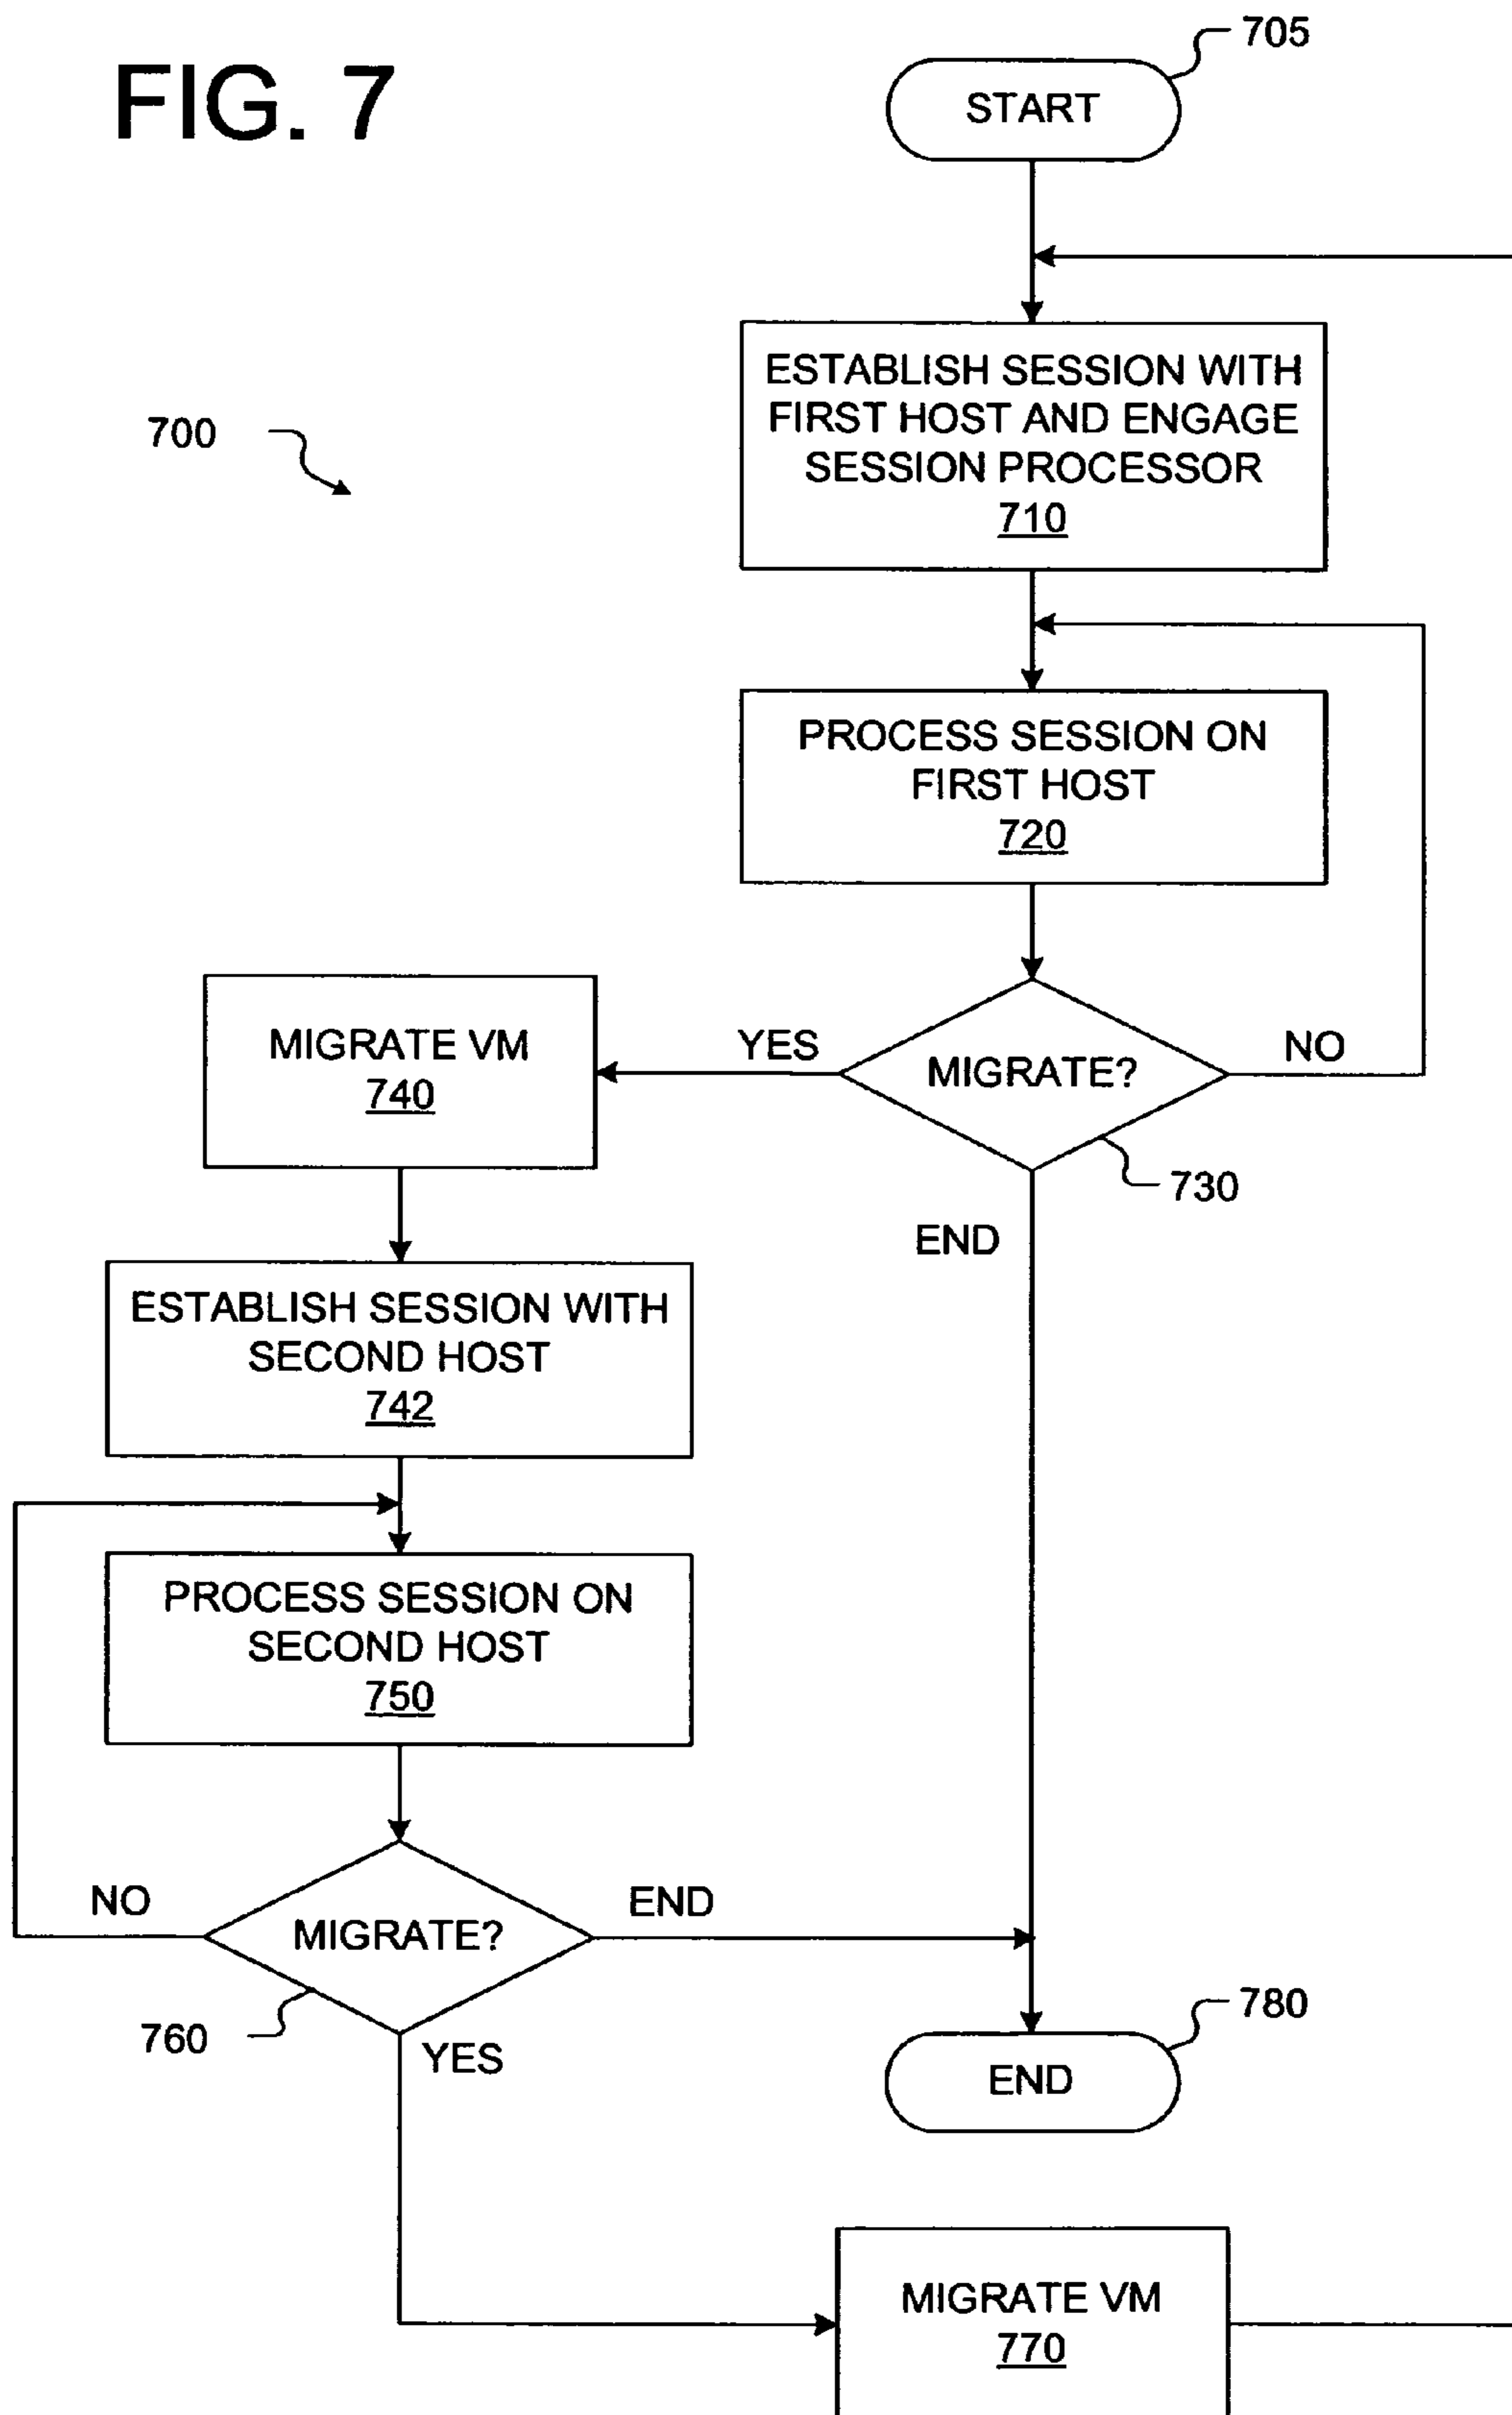 FIG. 7
705
START
700
ESTABLISH SESSION WITH
FIRST HOST AND ENGAGE
SESSION PROCESSOR
710
PROCESS SESSION ON
FIRST HOST
720
MIGRATE VM
740
YES
MIGRATE?
NO
730
END
ESTABLISH SESSION WITH
SECOND HOST
742
PROCESS SESSION ON
SECOND HOST
750
NO
MIGRATE?
END
760
YES
780
END
MIGRATE VM
770